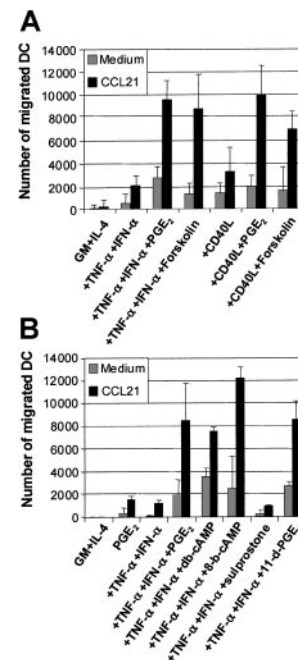 A
Number of migrated DC
14000
12000
10000
8000
6000
4000
2000
0
Medium
CCL21
GM+IL-4
+TNF-α+IFN-α
+TNF-α+IFN-α+PGE₂
+TNF-α+IFN-α+Forskolin
+CD40L
+CD40L+PGE₂
+CD40L+Forskolin
B
Number of migrated DC
14000
12000
10000
8000
6000
4000
2000
0
Medium
CCL21
GM+IL-4
PGE₂
+TNF-α+IFN-α
+TNF-α+IFN-α+PGE₂
+TNF-α+IFN-α+db-cAMP
+TNF-α+IFN-α+8-b-cAMP
+TNF-α+IFN-α+sulprostone
+TNF-α+IFN-α+11-d-PGE